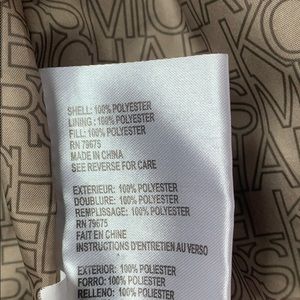 SHELL: 100% POLYESTER
LINING: 100% POLYESTER
FILL: 100% POLYESTER
RN 79675
MADE IN CHINA
SEE REVERSE FOR CARE
EXTERIEUR: 100% POLYESTER
DOUBLURE: 100% POLYESTER
REMPLISSAGE: 100% POLYESTER
RN 79675
FAIT EN CHINE
INSTRUCTIONS D'ENTRETIEN AU VERSO
EXTERIOR: 100% POLIESTER
FORRO: 100% POLIESTER
RELLENO: 100% POLIESTER